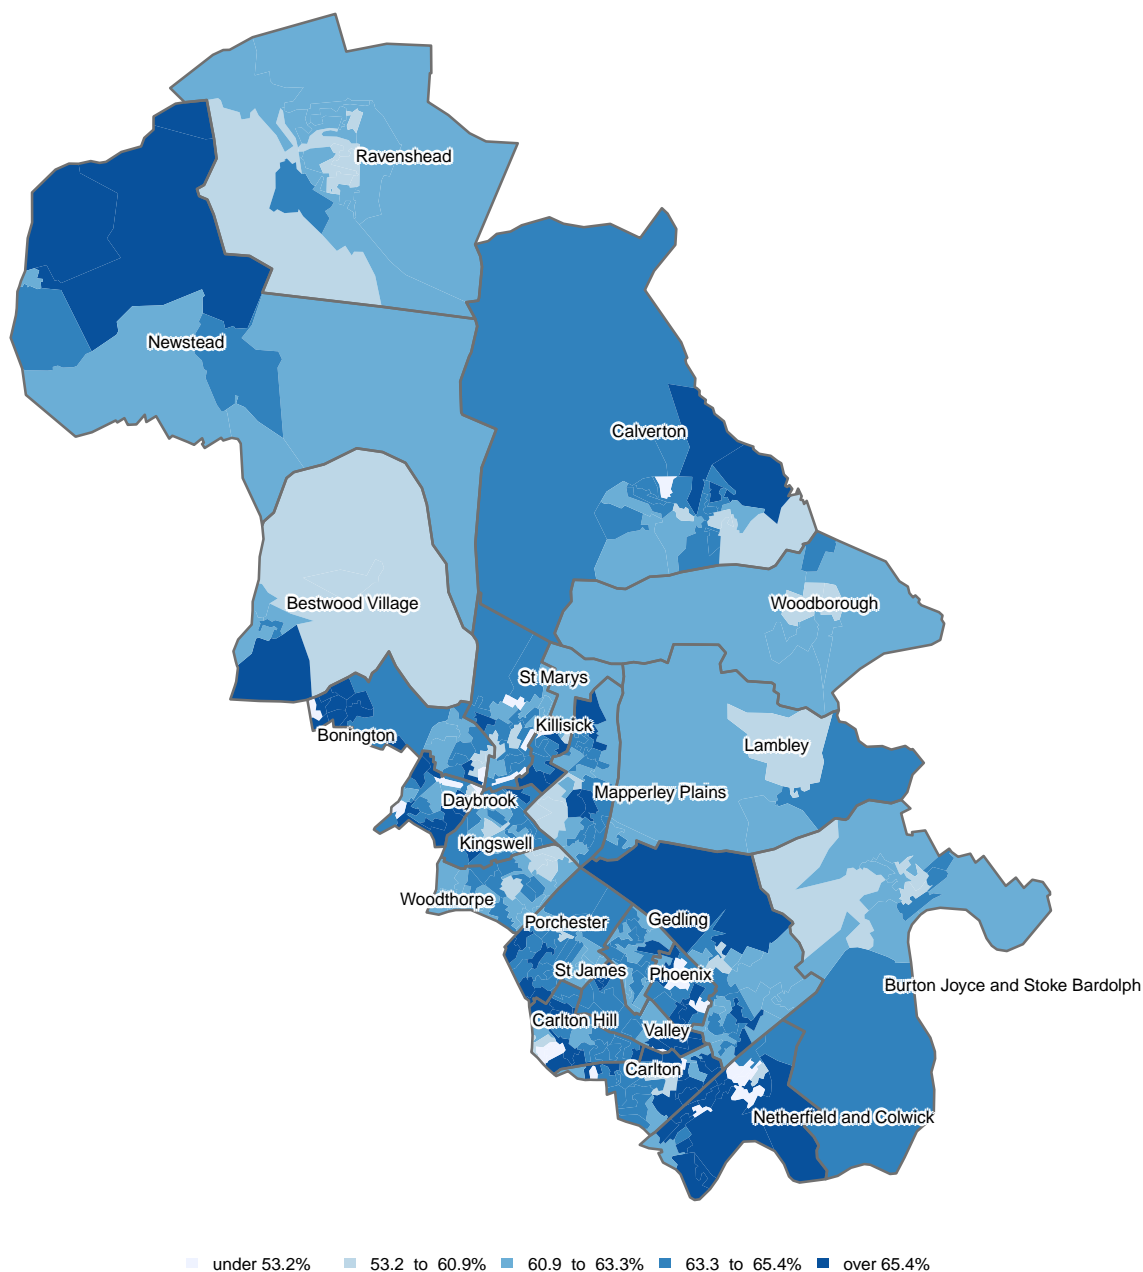 Ravenshead
Newstead
Calverton
Bestwood Village
Woodborough
St Marys
Killisick
Bonington
Lambley
Mapperley Plains
Daybrook
Kingswell
Woodthorpe
Porchester
Gedling
St James
Phoenix
Burton Joyce and Stoke Bardolph
Carlton Hill
Valley
Carlton
Netherfield and Colwick
under 53.2%
53.2 to 60.9%
60.9 to 63.3%
63.3 to 65.4%
over 65.4%